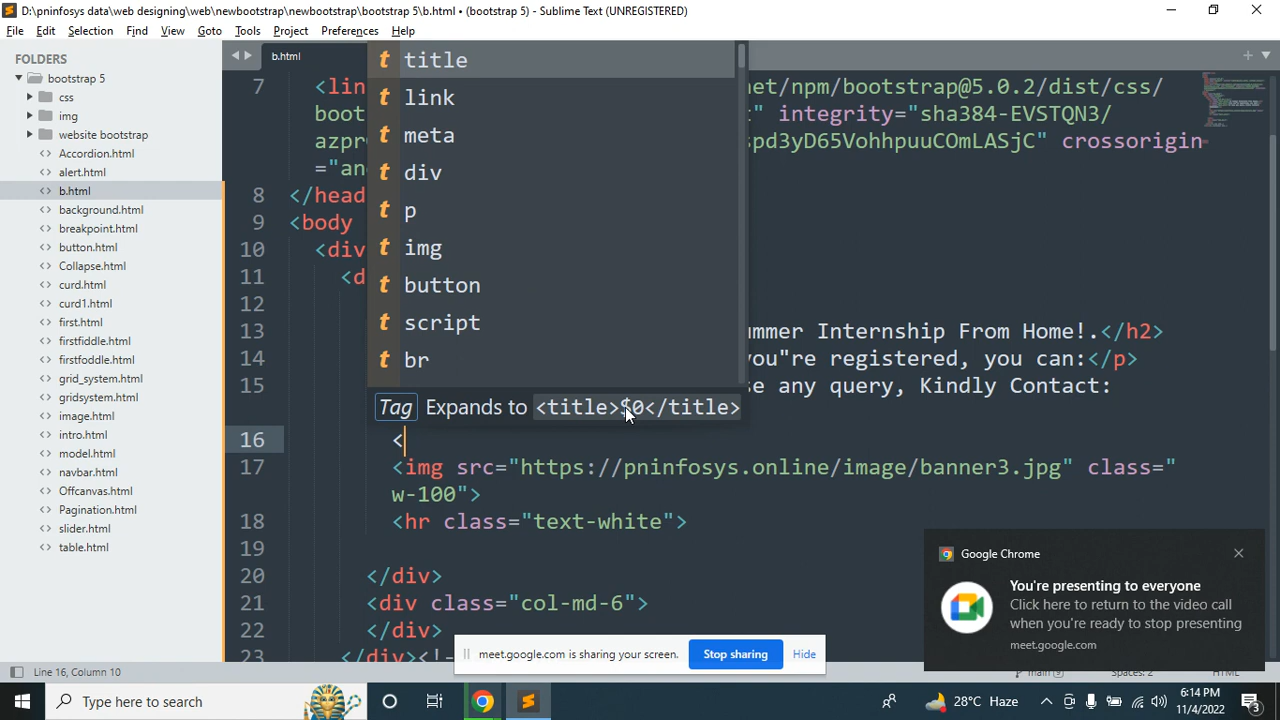 D:\pninfosys data\web designing\web\newbootstrap\newbootstrap\bootstrap 5\b.html • (bootstrap 5) - Sublime Text (UNREGISTERED)
File Edit Selection Find View Goto Tools Project Preferences Help
FOLDERS
bootstrap 5
css
img
website bootstrap
Accordion.html
alert.html
b.html
background.html
breakpoint.html
button.html
Collapse.html
curd.html
curd1.html
first.html
firstfiddle.html
firstfoddle.html
grid_system.html
gridsystem.html
image.html
intro.html
model.html
navbar.html
Offcanvas.html
Pagination.html
slider.html
table.html
b.html
7 <lin et/npm/bootstrap@5.0.2/dist/css/
boot t" integrity="sha384-EVSTQN3/
azpr spd3yD65VohhpuuCOmLASjC" crossorigin
="an
8 </head
9 <body
10 <div
11 <d
12
13 ummer Internship From Home!.</h2>
14 you"re registered, you can:</p>
15 se any query, Kindly Contact:
16 <
17 <img src="https://pninfosys.online/image/banner3.jpg" class="
w-100">
18 <hr class="text-white">
19
20 </div>
21 <div class="col-md-6">
22 </div>
23 </div><!--
t title
t link
t meta
t div
t p
t img
t button
t script
t br
Tag Expands to <title>$0</title>
Google Chrome
You're presenting to everyone
Click here to return to the video call
when you're ready to stop presenting
meet.google.com
meet.google.com is sharing your screen. Stop sharing Hide
Line 16, Column 10
main
Spaces: 2
Type here to search
28°C Haze
6:14 PM
11/4/2022
3